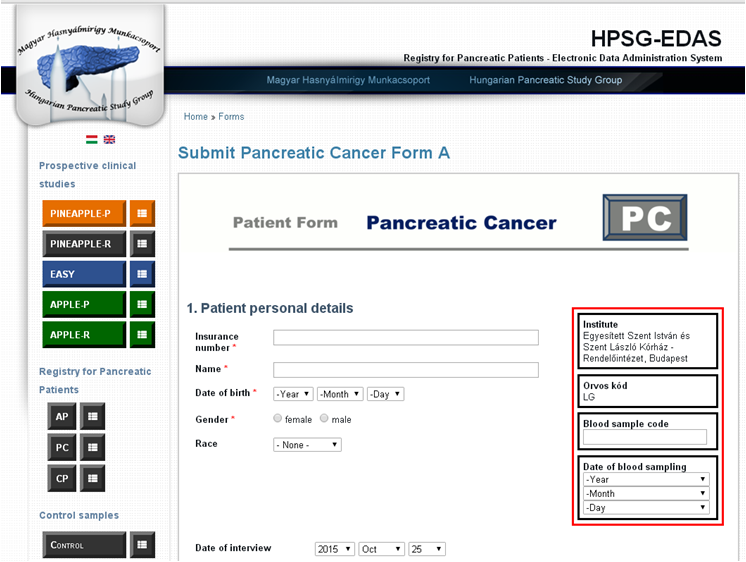 Magyar Hasnyálmirigy Munkacsoport
Hungarian Pancreatic Study Group
HPSG-EDAS
Registry for Pancreatic Patients - Electronic Data Administration System
Magyar Hasnyálmirigy Munkacsoport Hungarian Pancreatic Study Group
Home » Forms
Prospective clinical
studies
PINEAPPLE-P
PINEAPPLE-R
EASY
APPLE-P
APPLE-R
Registry for Pancreatic
Patients
AP
PC
CP
Control samples
CONTROL
Submit Pancreatic Cancer Form A
Patient Form Pancreatic Cancer PC
1. Patient personal details
Insurance
number *
Name *
Date of birth * -Year -Month -Day
Gender * female male
Race - None -
Date of interview 2015 Oct 25
Institute
Egyesített Szent István és
Szent László Kórház -
Rendelőintézet, Budapest
Orvos kód
LG
Blood sample code
Date of blood sampling
-Year
-Month
-Day